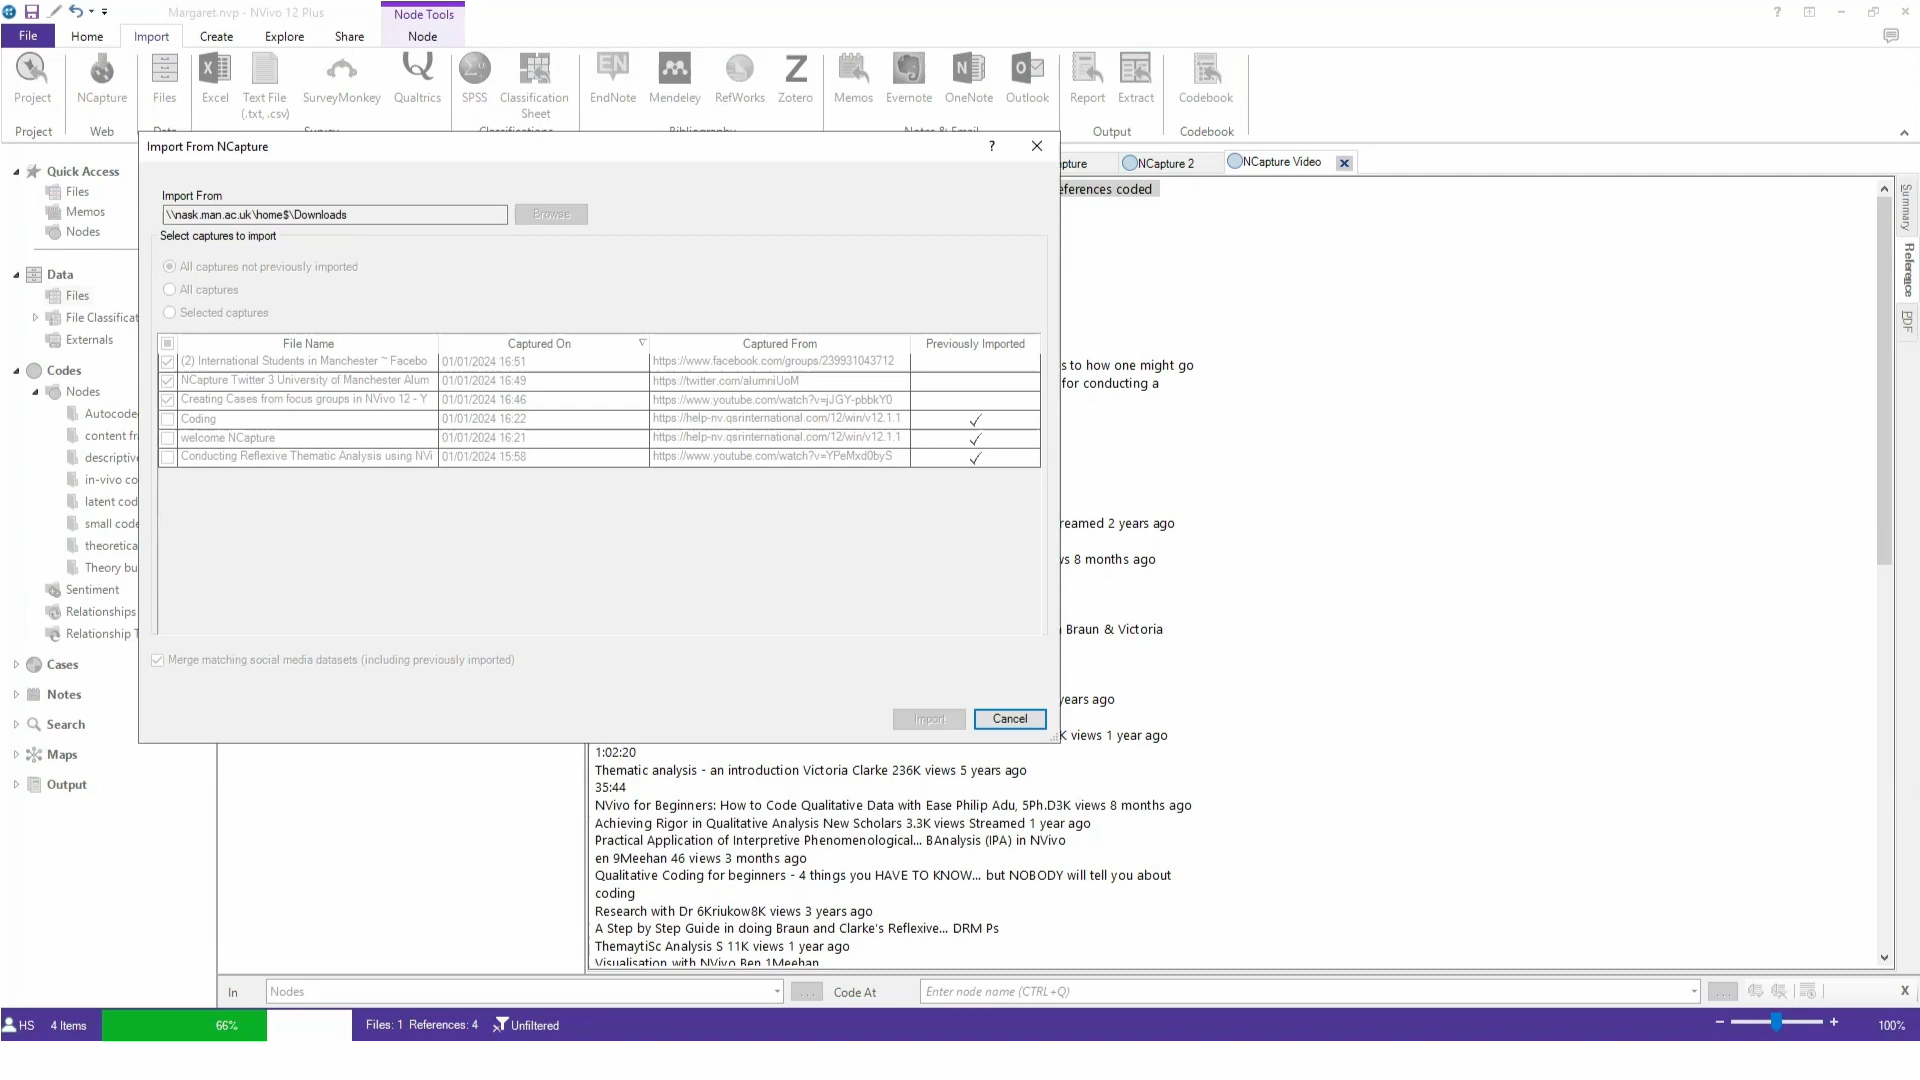 Margaret.nvp - NVivo 12 Plus
Node Tools
?
File
Home
Import
Create
Explore
Share
Node
Project
NCapture
Files
Excel
Text File
(.txt, .csv)
SurveyMonkey
Qualtrics
SPSS
Classification
Sheet
EndNote
Mendeley
RefWorks
Zotero
Memos
Evernote
OneNote
Outlook
Report
Extract
Codebook
Project
Web
Output
Codebook
Import From NCapture
?
Import From
\\nask.man.ac.uk\home$\Downloads
Browse
Select captures to import
All captures not previously imported
All captures
Selected captures
File Name Captured On Captured From Previously Imported
(2) International Students in Manchester ~ Facebo 01/01/2024 16:51 https://www.facebook.com/groups/239931043712
NCapture Twitter 3 University of Manchester Alum 01/01/2024 16:49 https://twitter.com/alumniUoM
Creating Cases from focus groups in NVivo 12 - Y 01/01/2024 16:46 https://www.youtube.com/watch?v=jJGY-pbbkY0
Coding 01/01/2024 16:22 https://help-nv.qsrinternational.com/12/win/v12.1.1
welcome NCapture 01/01/2024 16:21 https://help-nv.qsrinternational.com/12/win/v12.1.1
Conducting Reflexive Thematic Analysis using NVi 01/01/2024 15:58 https://www.youtube.com/watch?v=YPeMxd0byS
Merge matching social media datasets (including previously imported)
Import
Cancel
Quick Access
Files
Memos
Nodes
Data
Files
File Classificat
Externals
Codes
Nodes
Autocode
content fr
descriptive
in-vivo co
latent cod
small code
theoretica
Theory bu
Sentiment
Relationships
Relationship T
Cases
Notes
Search
Maps
Output
pture
NCapture 2
NCapture Video
eferences coded
s to how one might go
for conducting a
reamed 2 years ago
ws 8 months ago
Braun & Victoria
years ago
K views 1 year ago
1:02:20
Thematic analysis - an introduction Victoria Clarke 236K views 5 years ago
35:44
NVivo for Beginners: How to Code Qualitative Data with Ease Philip Adu, 5Ph.D3K views 8 months ago
Achieving Rigor in Qualitative Analysis New Scholars 3.3K views Streamed 1 year ago
Practical Application of Interpretive Phenomenological... BAnalysis (IPA) in NVivo
en 9Meehan 46 views 3 months ago
Qualitative Coding for beginners - 4 things you HAVE TO KNOW... but NOBODY will tell you about
coding
Research with Dr 6Kriukow8K views 3 years ago
A Step by Step Guide in doing Braun and Clarke's Reflexive... DRM Ps
ThemaytiSc Analysis S 11K views 1 year ago
Visualisation with NVivo Ben 1Meehan
Summary
Reference
PDF
In
Nodes
...
Code At
Enter node name (CTRL+Q)
...
X
HS
4 Items
66%
Files: 1 References: 4
Unfiltered
100%